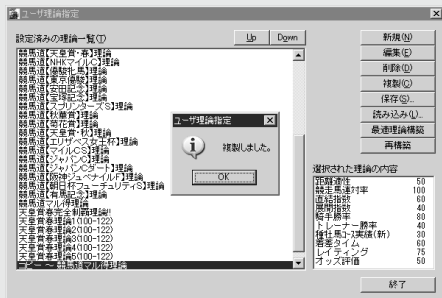 ユーザ理論指定
設定済みの理論一覧(T)
Up
Down
競馬道【天皇賞・春】理論
競馬道【NHKマイルC】理論
競馬道【優駿牝馬】理論
競馬道【東京優駿】理論
競馬道【安田記念】理論
競馬道【宝塚記念】理論
競馬道【スプリンターズS】理論
競馬道【秋華賞】理論
競馬道【菊花賞】理論
競馬道【天皇賞・秋】理論
競馬道【エリザベス女王杯】理論
競馬道【マイルCS】理論
競馬道【ジャパンC】理論
競馬道【ジャパンCダート】理論
競馬道【阪神ジュベナイルF】理論
競馬道【朝日杯フューチュリティS】理論
競馬道【有馬記念】理論
競馬道マル得理論
天皇賞春完全制覇理論!!
天皇賞春理論1(100-122)
天皇賞春理論2(100-122)
天皇賞春理論3(100-122)
天皇賞春理論4(100-122)
天皇賞春理論5(100-122)
コピー ～ 競馬道マル得理論
ユーザ理論指定
複製しました。
OK
新規(N)
編集(E)
削除(D)
複製(C)
保存(S)...
読み込み(L)...
最適理論構築
再構築
選択された理論の内容
距離適性 50
競走馬連対率 100
直結指数 60
展開指数 40
騎手勝率 80
トレーナー勝率 40
種牡馬コース実績(新) 30
着差タイム 60
レイティング 75
オッズ評価 50
終了